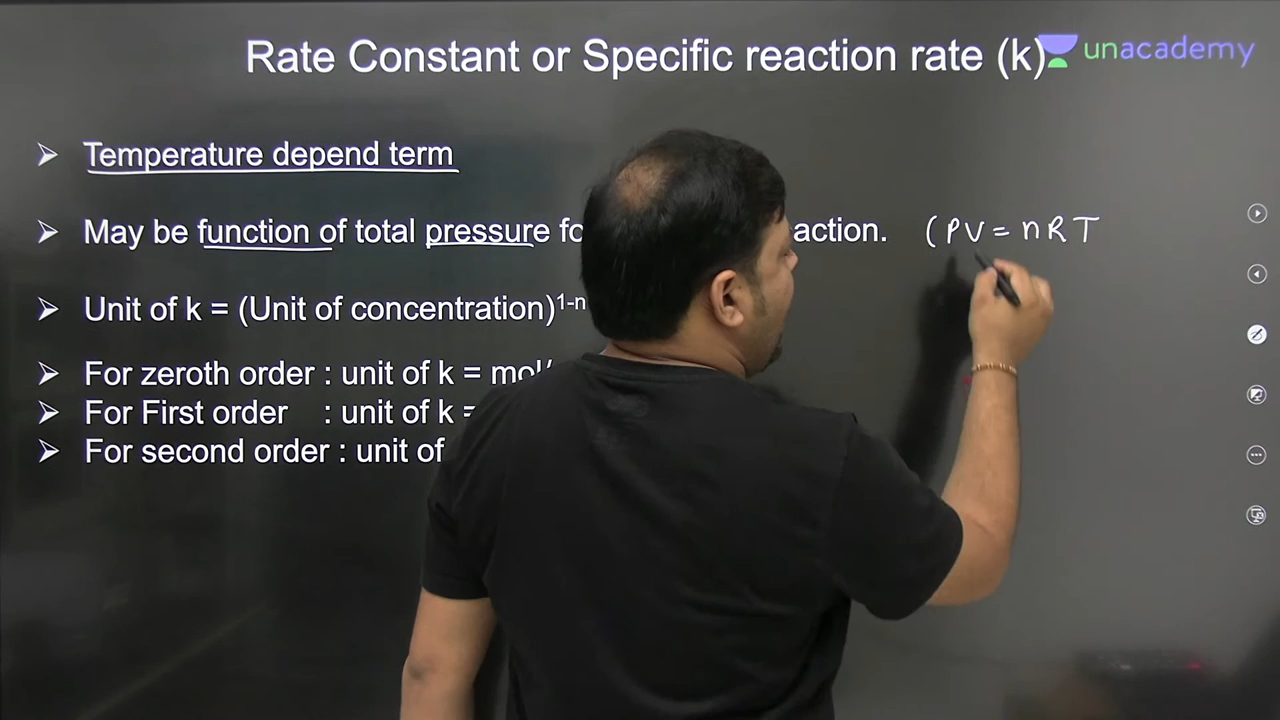 Rate Constant or Specific reaction rate (k)
unacademy
Temperature depend term
May be function of total pressure action. (PV = nRT
Unit of k = (Unit of concentration)¹⁻ⁿ
For zeroth order : unit of k = mol/
For First order : unit of k =
For second order : unit of